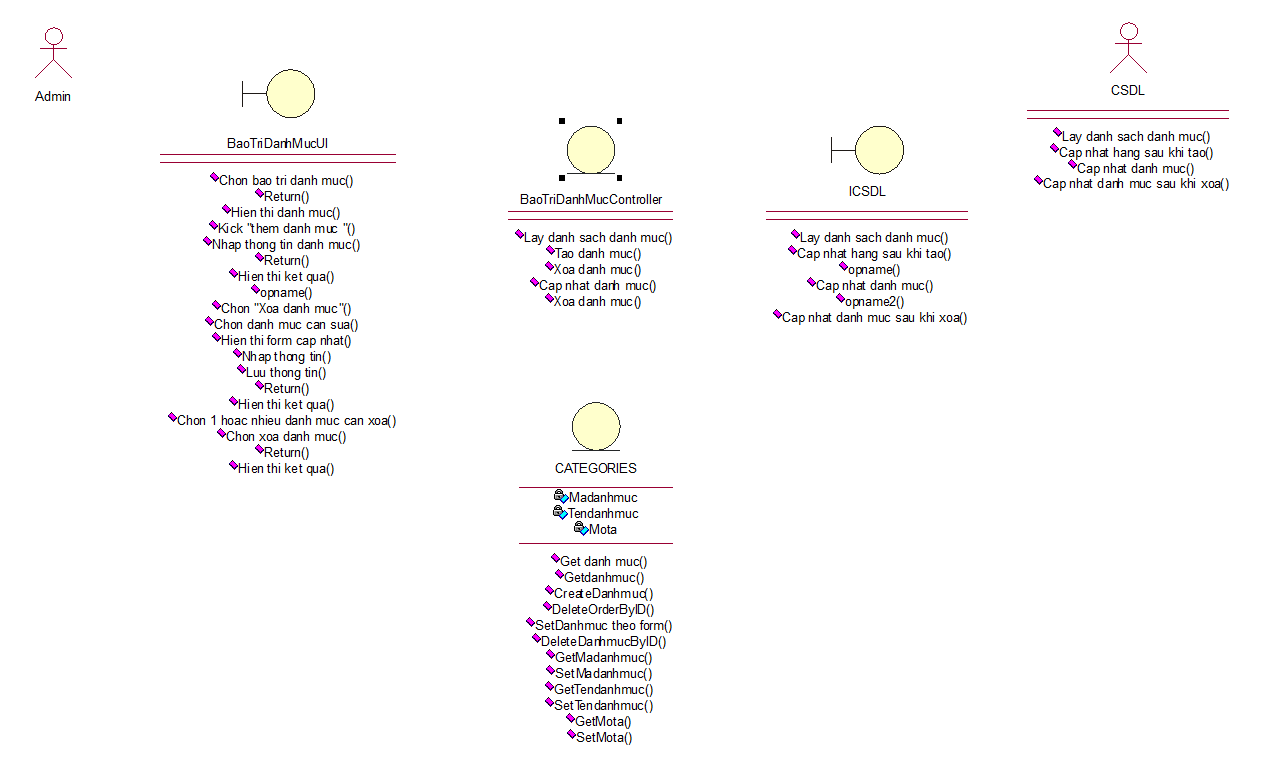 Admin
BaoTriDanhMucUI
Chon bao tri danh muc()
Return()
Hien thi danh muc()
Kick "them danh muc "()
Nhap thong tin danh muc()
Return()
Hien thi ket qua()
opname()
Chon "Xoa danh muc"()
Chon danh muc can sua()
Hien thi form cap nhat()
Nhap thong tin()
Luu thong tin()
Return()
Hien thi ket qua()
Chon 1 hoac nhieu danh muc can xoa()
Chon xoa danh muc()
Return()
Hien thi ket qua()
BaoTriDanhMucController
Lay danh sach danh muc()
Tao danh muc()
Xoa danh muc()
Cap nhat danh muc()
Xoa danh muc()
CATEGORIES
Madanhmuc
Tendanhmuc
Mota
Get danh muc()
Getdanhmuc()
CreateDanhmuc()
DeleteOrderByID()
SetDanhmuc theo form()
DeleteDanhmucByID()
GetMadanhmuc()
SetMadanhmuc()
GetTendanhmuc()
SetTendanhmuc()
GetMota()
SetMota()
ICSDL
Lay danh sach danh muc()
Cap nhat hang sau khi tao()
opname()
Cap nhat danh muc()
opname2()
Cap nhat danh muc sau khi xoa()
CSDL
Lay danh sach danh muc()
Cap nhat hang sau khi tao()
Cap nhat danh muc()
Cap nhat danh muc sau khi xoa()